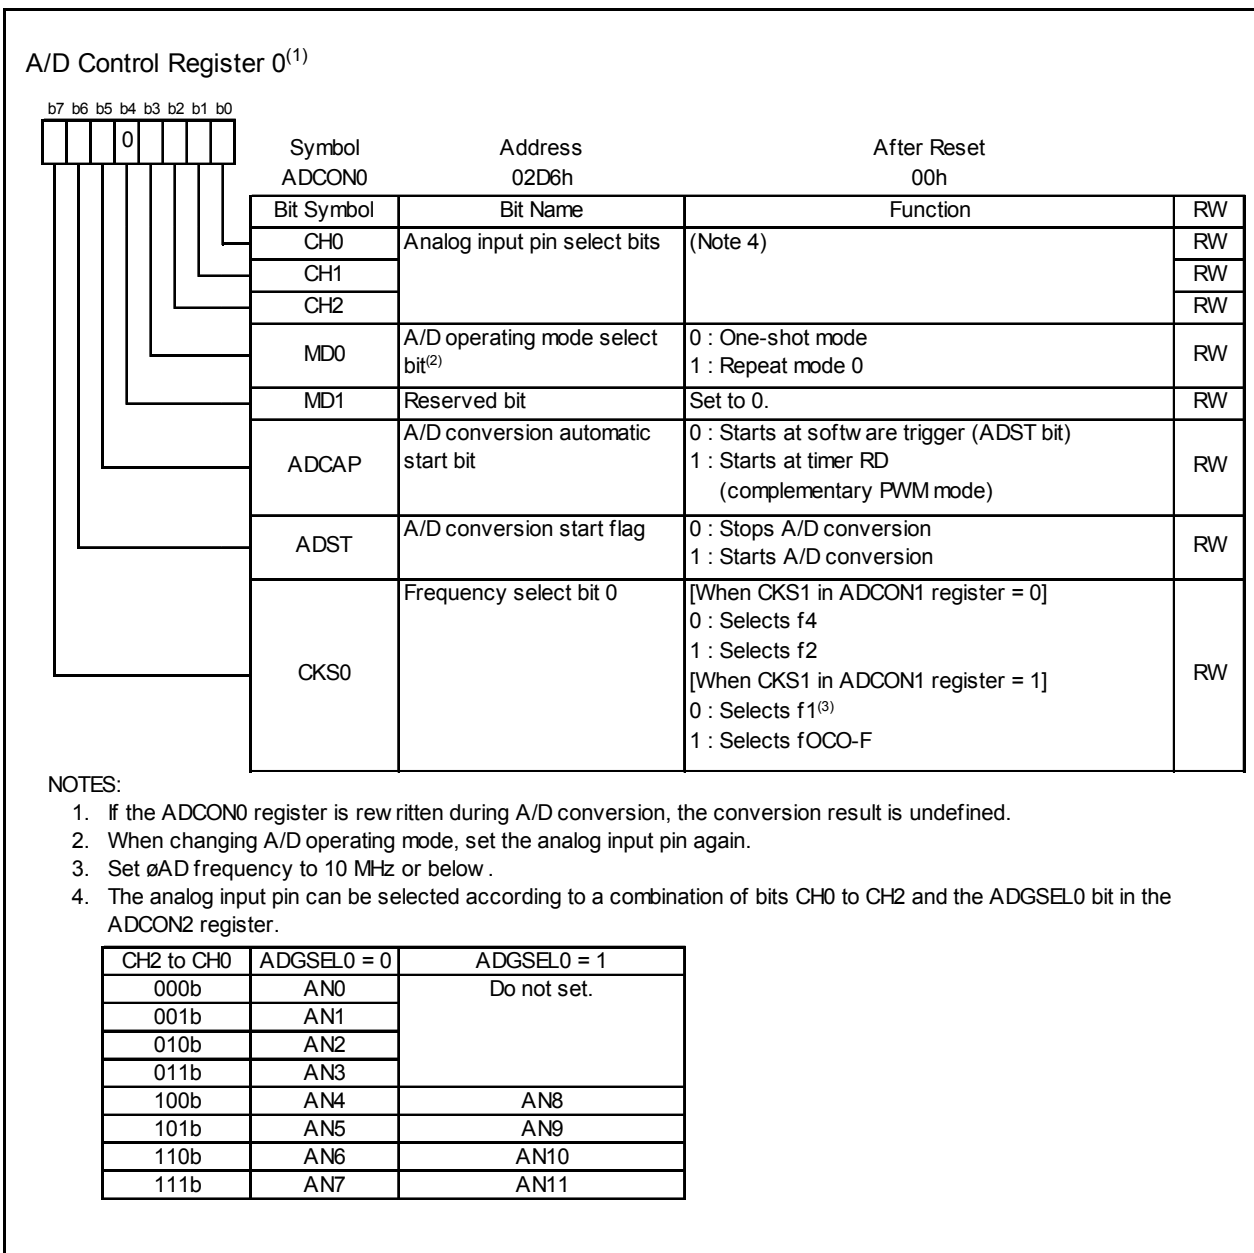 A/D Control Register 0(1)
b7 b6 b5 b4 b3 b2 b1 b0
0
Symbol Address After Reset
ADCON0 02D6h 00h
Bit Symbol Bit Name Function RW
CH0 Analog input pin select bits (Note 4) RW
CH1 RW
CH2 RW
MD0 A/D operating mode select bit(2) 0 : One-shot mode RW
1 : Repeat mode 0
MD1 Reserved bit Set to 0. RW
ADCAP A/D conversion automatic start bit 0 : Starts at software trigger (ADST bit) RW
1 : Starts at timer RD
(complementary PWM mode)
ADST A/D conversion start flag 0 : Stops A/D conversion RW
1 : Starts A/D conversion
CKS0 Frequency select bit 0 [When CKS1 in ADCON1 register = 0] RW
0 : Selects f4
1 : Selects f2
[When CKS1 in ADCON1 register = 1]
0 : Selects f1(3)
1 : Selects fOCO-F
NOTES:
1. If the ADCON0 register is rewritten during A/D conversion, the conversion result is undefined.
2. When changing A/D operating mode, set the analog input pin again.
3. Set øAD frequency to 10 MHz or below.
4. The analog input pin can be selected according to a combination of bits CH0 to CH2 and the ADGSEL0 bit in the
ADCON2 register.
CH2 to CH0 ADGSEL0 = 0 ADGSEL0 = 1
000b AN0 Do not set.
001b AN1
010b AN2
011b AN3
100b AN4 AN8
101b AN5 AN9
110b AN6 AN10
111b AN7 AN11